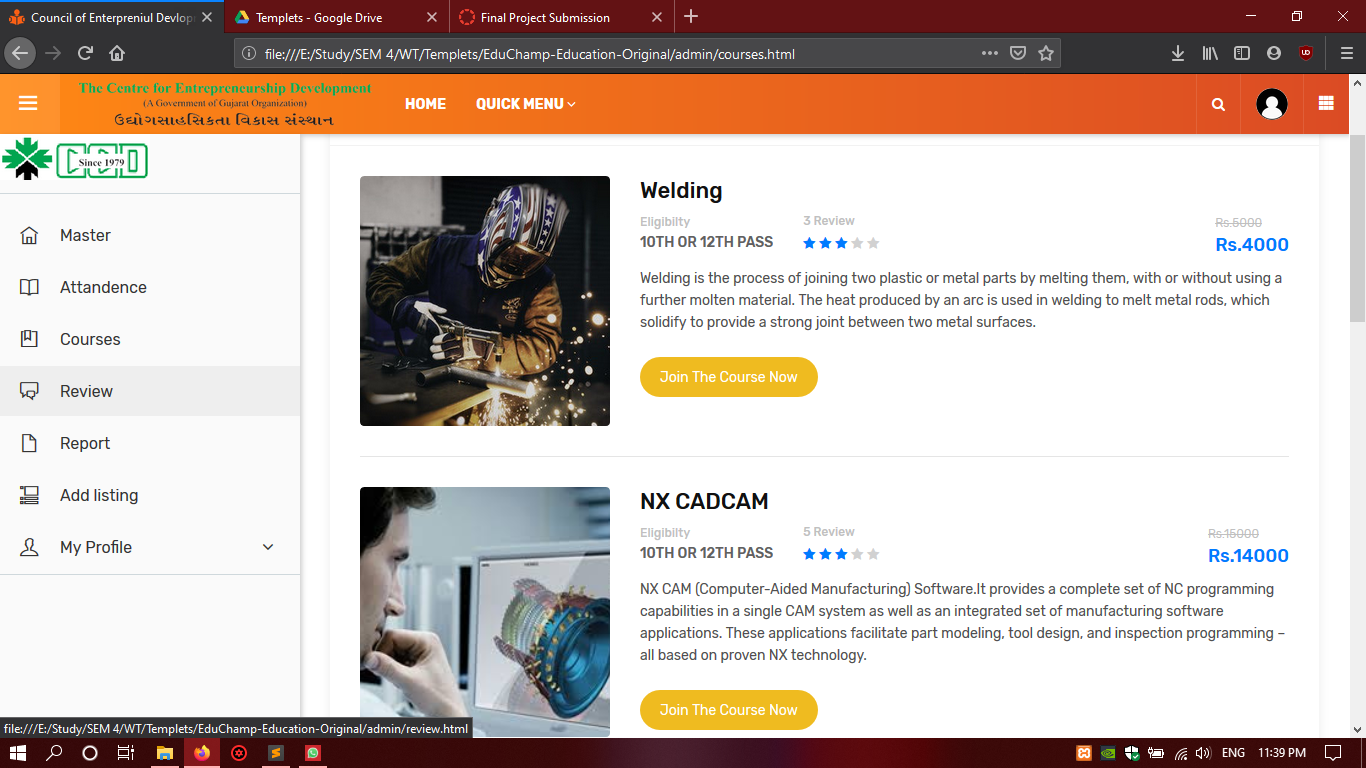 Council of Enterpreniul Devlop
Templets - Google Drive
Final Project Submission
file:///E:/Study/SEM 4/WT/Templets/EduChamp-Education-Original/admin/courses.html
The Centre for Entrepreneurship Development
(A Government of Gujarat Organization)
ઉદ્યોગસાહસિકતા વિકાસ સંસ્થાન
HOME
QUICK MENU
CED
Since 1979
Master
Attandence
Courses
Review
Report
Add listing
My Profile
Welding
Eligibilty
3 Review
Rs.5000
10TH OR 12TH PASS
Rs.4000
Welding is the process of joining two plastic or metal parts by melting them, with or without using a
further molten material. The heat produced by an arc is used in welding to melt metal rods, which
solidify to provide a strong joint between two metal surfaces.
Join The Course Now
NX CADCAM
Eligibilty
5 Review
Rs.15000
10TH OR 12TH PASS
Rs.14000
NX CAM (Computer-Aided Manufacturing) Software.It provides a complete set of NC programming
capabilities in a single CAM system as well as an integrated set of manufacturing software
applications. These applications facilitate part modeling, tool design, and inspection programming –
all based on proven NX technology.
Join The Course Now
file:///E:/Study/SEM 4/WT/Templets/EduChamp-Education-Original/admin/review.html
ENG
11:39 PM